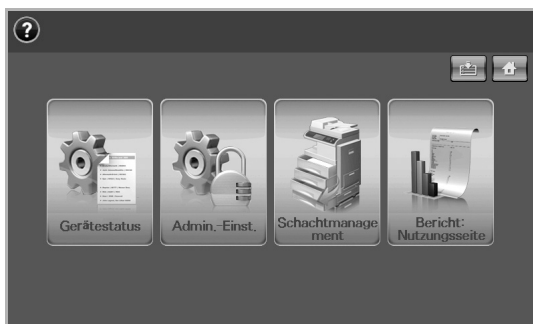 ?
Gerätestatus
Admin.-Einst.
Schachtmanage
ment
Bericht:
Nutzungsseite